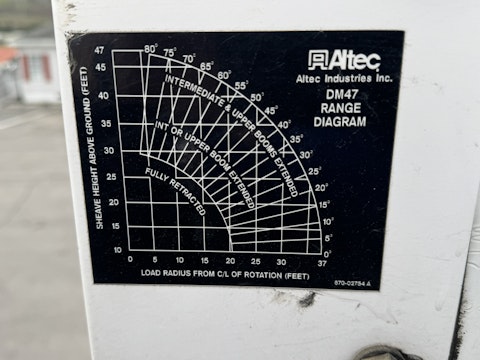 Altec
Altec Industries Inc.
DM47
RANGE
DIAGRAM
47
45
40
35
30
25
20
15
10
SHEAVE HEIGHT ABOVE GROUND (FEET)
80°
75°
70°
65°
60°
55°
50°
45°
40°
35°
30°
25°
20°
15°
10°
5°
0°
INTERMEDIATE & UPPER BOOMS EXTENDED
INT OR UPPER BOOM EXTENDED
FULLY RETRACTED
0 5 10 15 20 25 30 37
LOAD RADIUS FROM C/L OF ROTATION (FEET)
670-02784 A